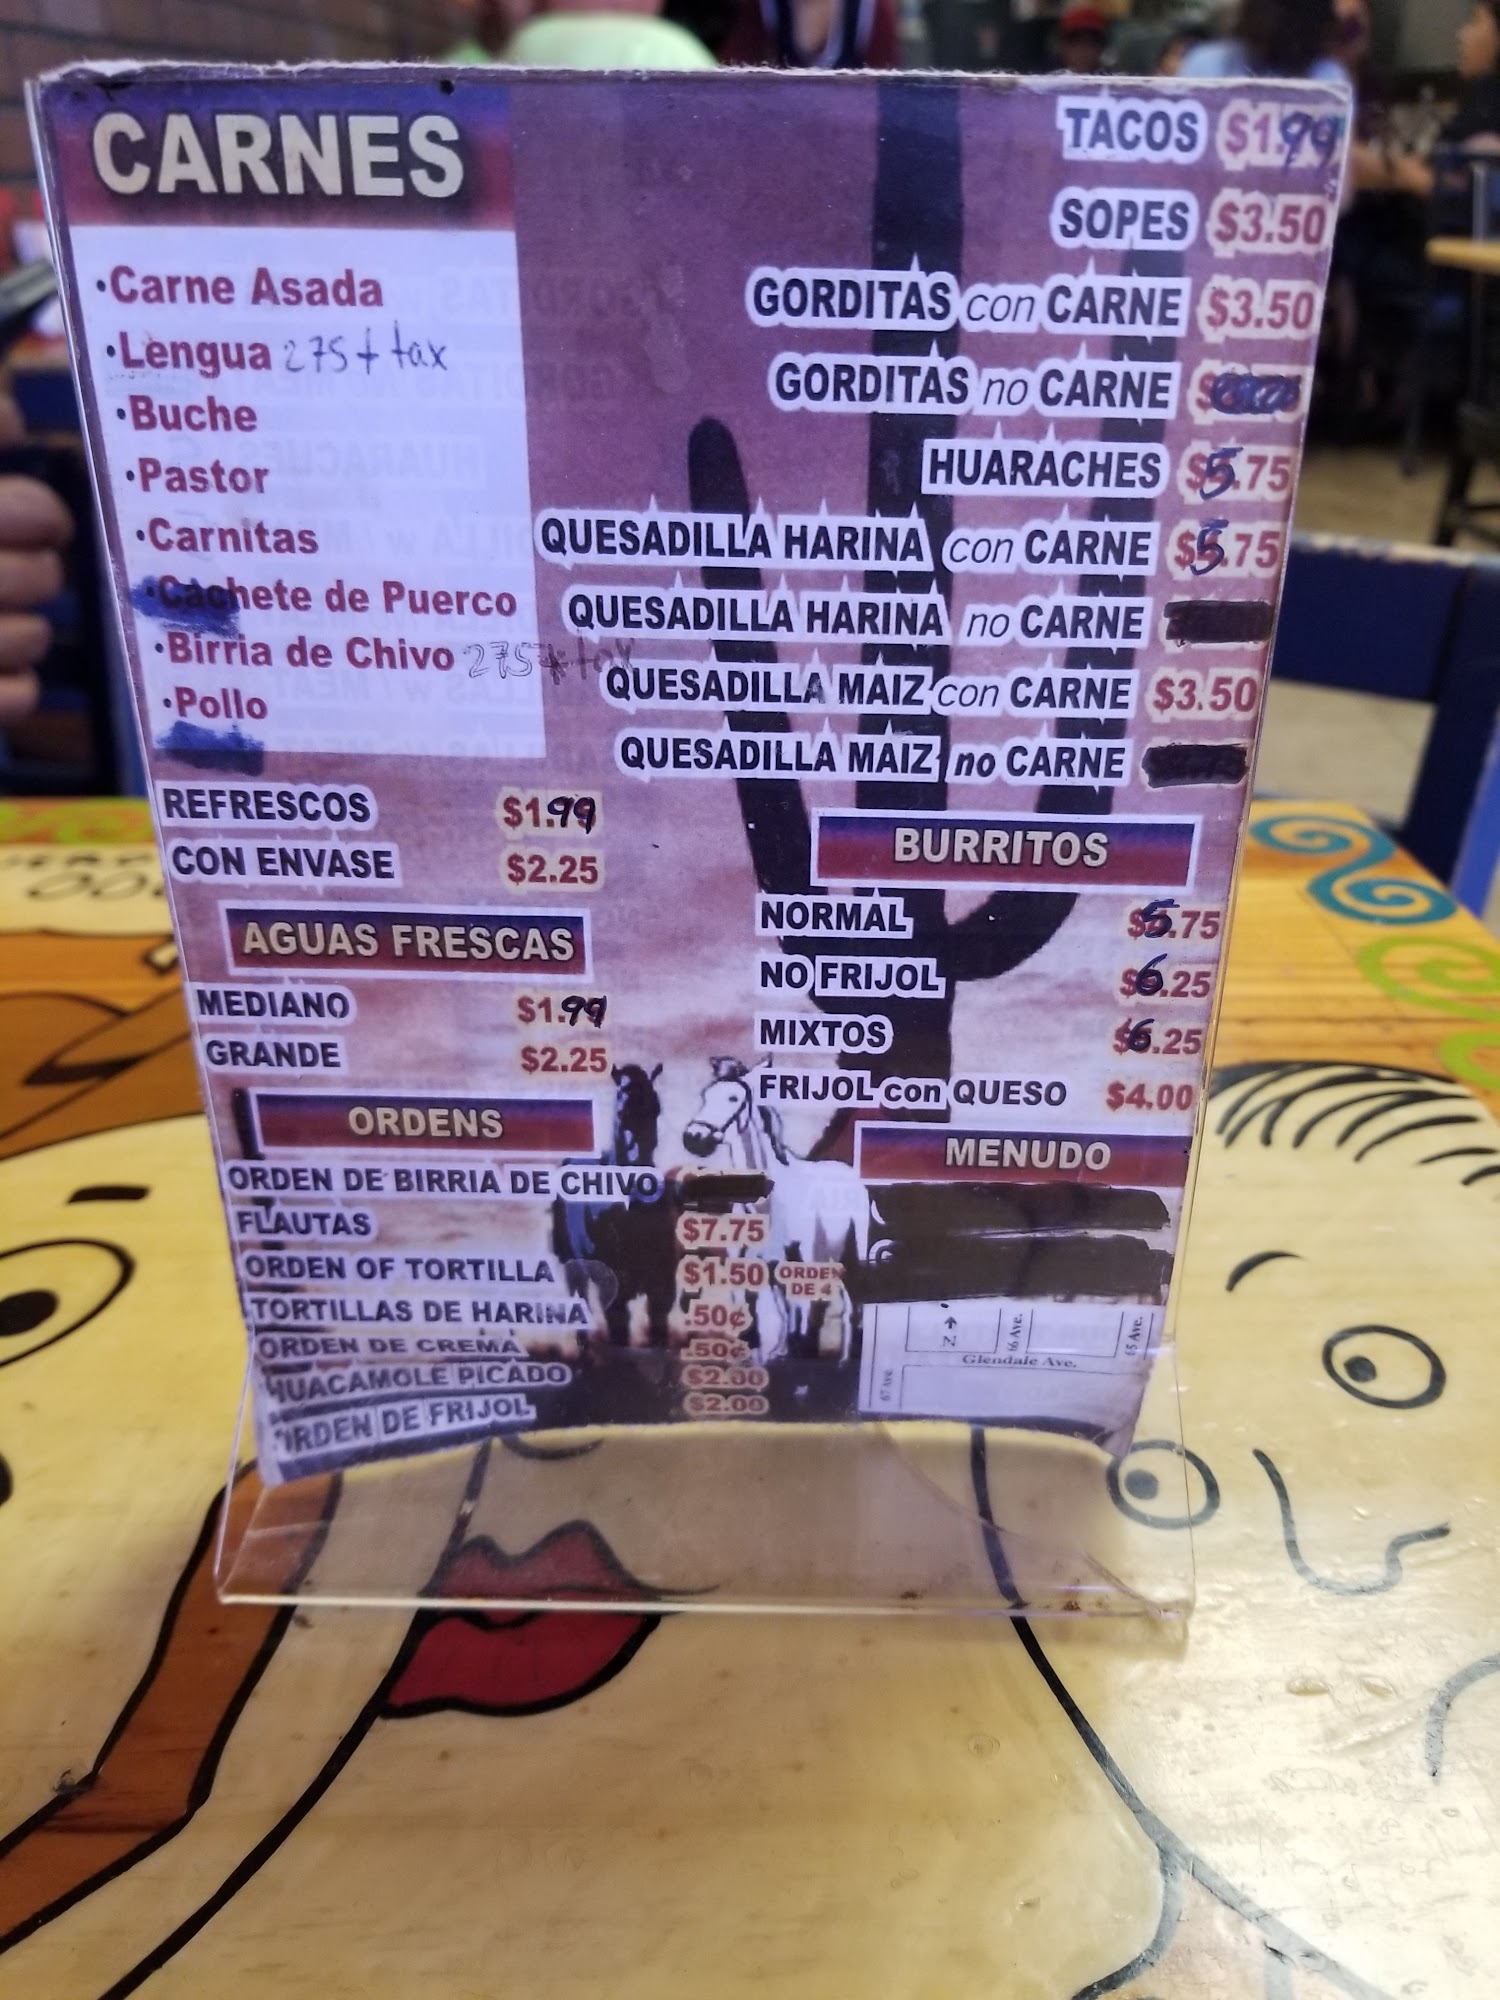 CARNES
·Carne Asada
·Lengua 275 + tax
·Buche
·Pastor
·Carnitas
·Cachete de Puerco
·Birria de Chivo 275 + tax
·Pollo
TACOS $1.99
SOPES $3.50
GORDITAS con CARNE $3.50
GORDITAS no CARNE $
HUARACHES $5.75
QUESADILLA HARINA con CARNE $5.75
QUESADILLA HARINA no CARNE
QUESADILLA MAIZ con CARNE $3.50
QUESADILLA MAIZ no CARNE
REFRESCOS $1.99
CON ENVASE $2.25
AGUAS FRESCAS
MEDIANO $1.99
GRANDE $2.25
ORDENS
ORDEN DE BIRRIA DE CHIVO
FLAUTAS $7.75
ORDEN OF TORTILLA $1.50 ORDEN DE 4
TORTILLAS DE HARINA .50¢
ORDEN DE CREMA .50¢
HUACAMOLE PICADO $2.00
ORDEN DE FRIJOL $2.00
BURRITOS
NORMAL $5.75
NO FRIJOL $6.25
MIXTOS $6.25
FRIJOL con QUESO $4.00
MENUDO
N →
66 Ave.
65 Ave.
Glendale Ave.
67 Ave.